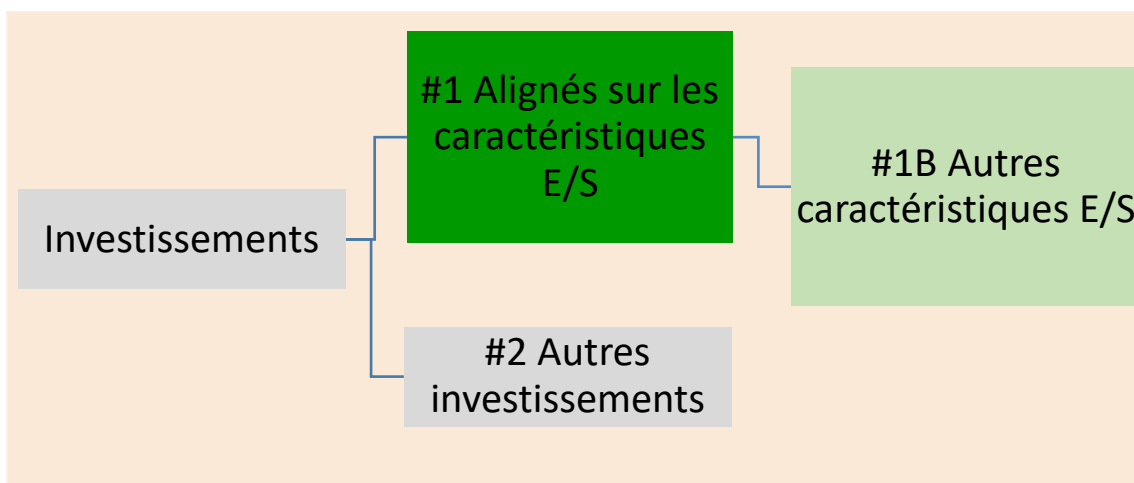 #1 Alignés sur les
caractéristiques
E/S
#1B Autres
caractéristiques E/S
Investissements
#2 Autres
investissements